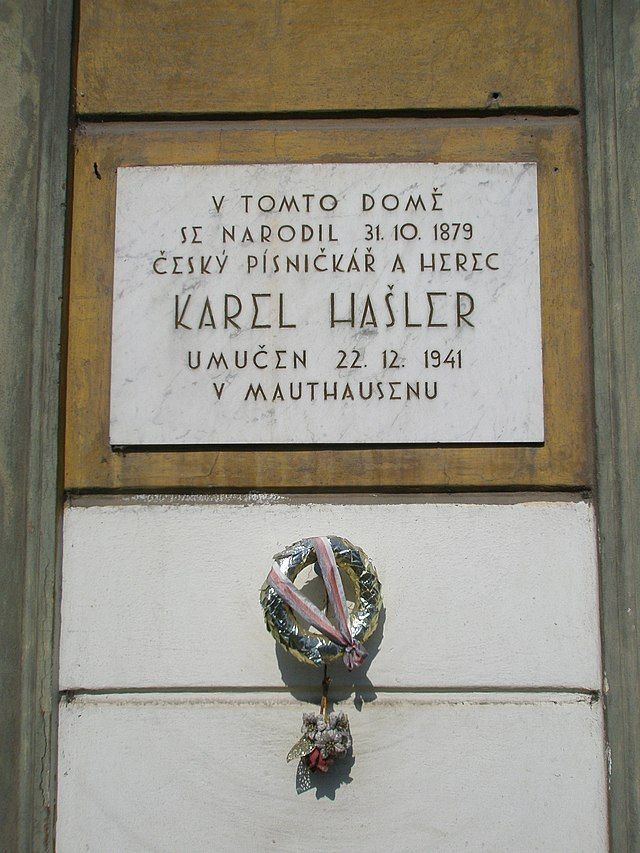 V TOMTO DOMĚ
SE NARODIL 31. 10. 1879
ČESKÝ PÍSNIČKÁŘ A HEREC
KAREL HAŠLER
UMUČEN 22. 12. 1941
V MAUTHAUSENU